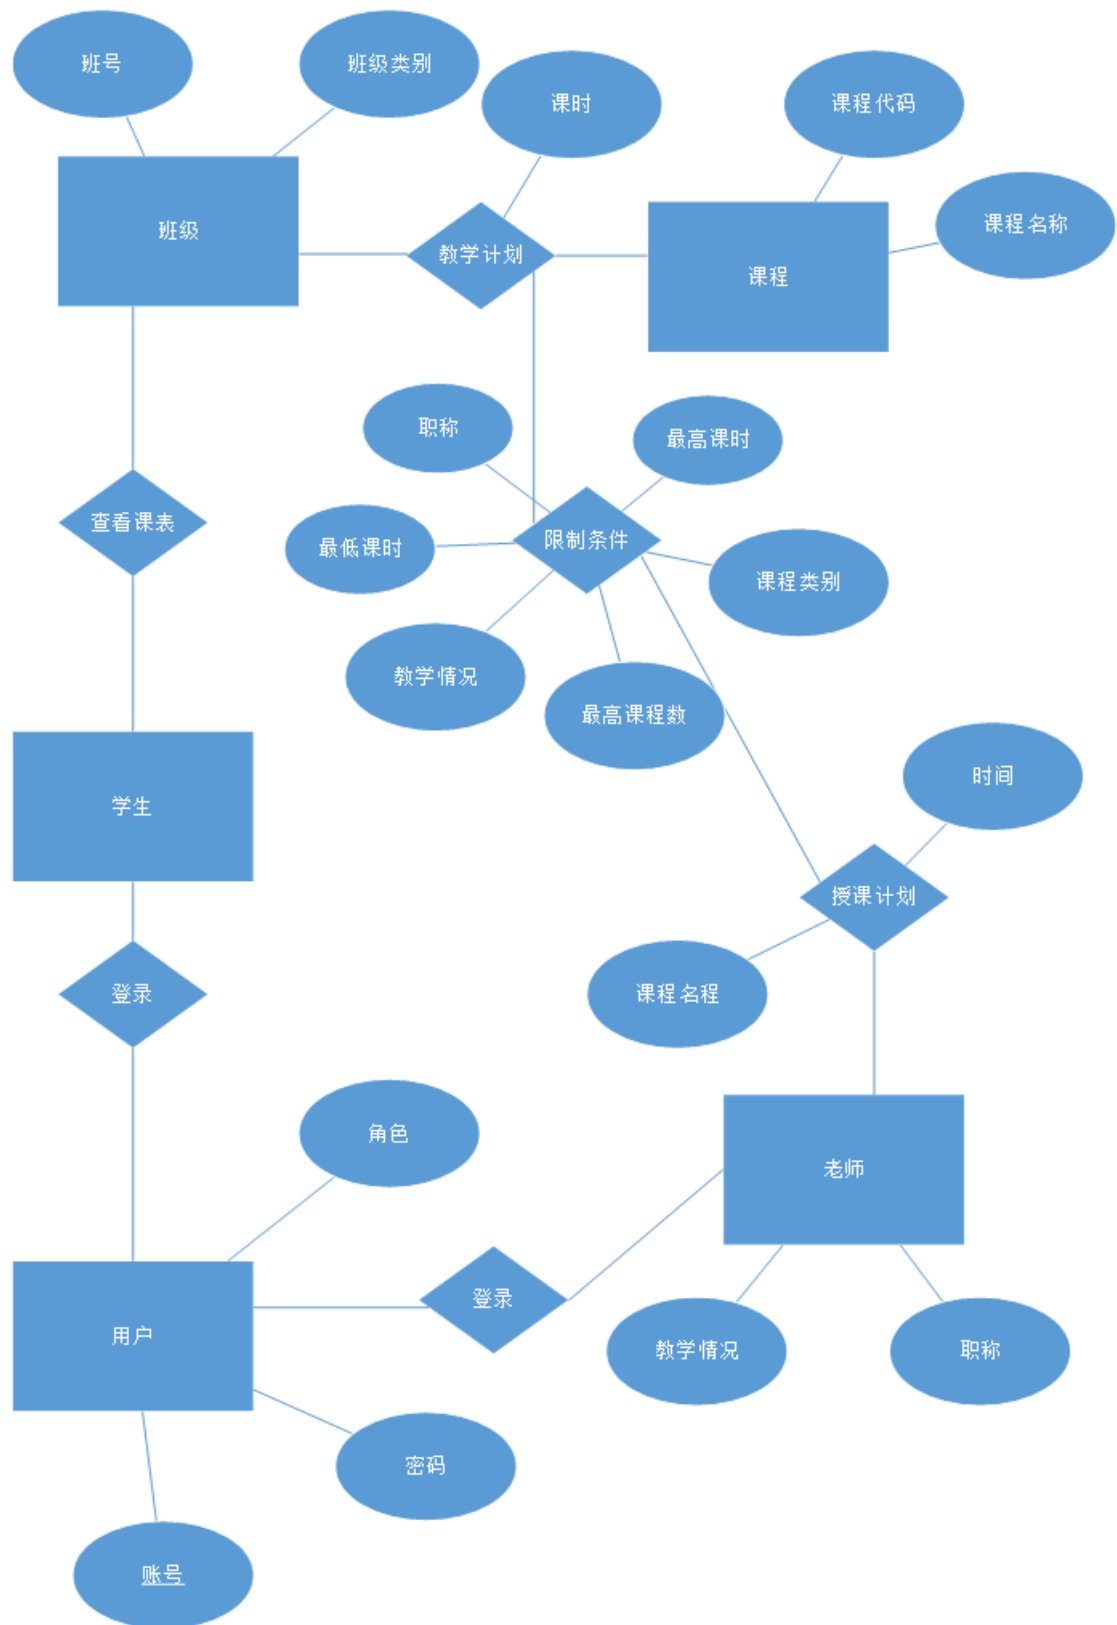 班号
班级类别
课时
课程代码
课程名称
班级
教学计划
课程
职称
最高课时
查看课表
最低课时
限制条件
课程类别
教学情况
最高课程数
时间
学生
授课计划
登录
课程名程
角色
老师
登录
用户
教学情况
职称
密码
账号